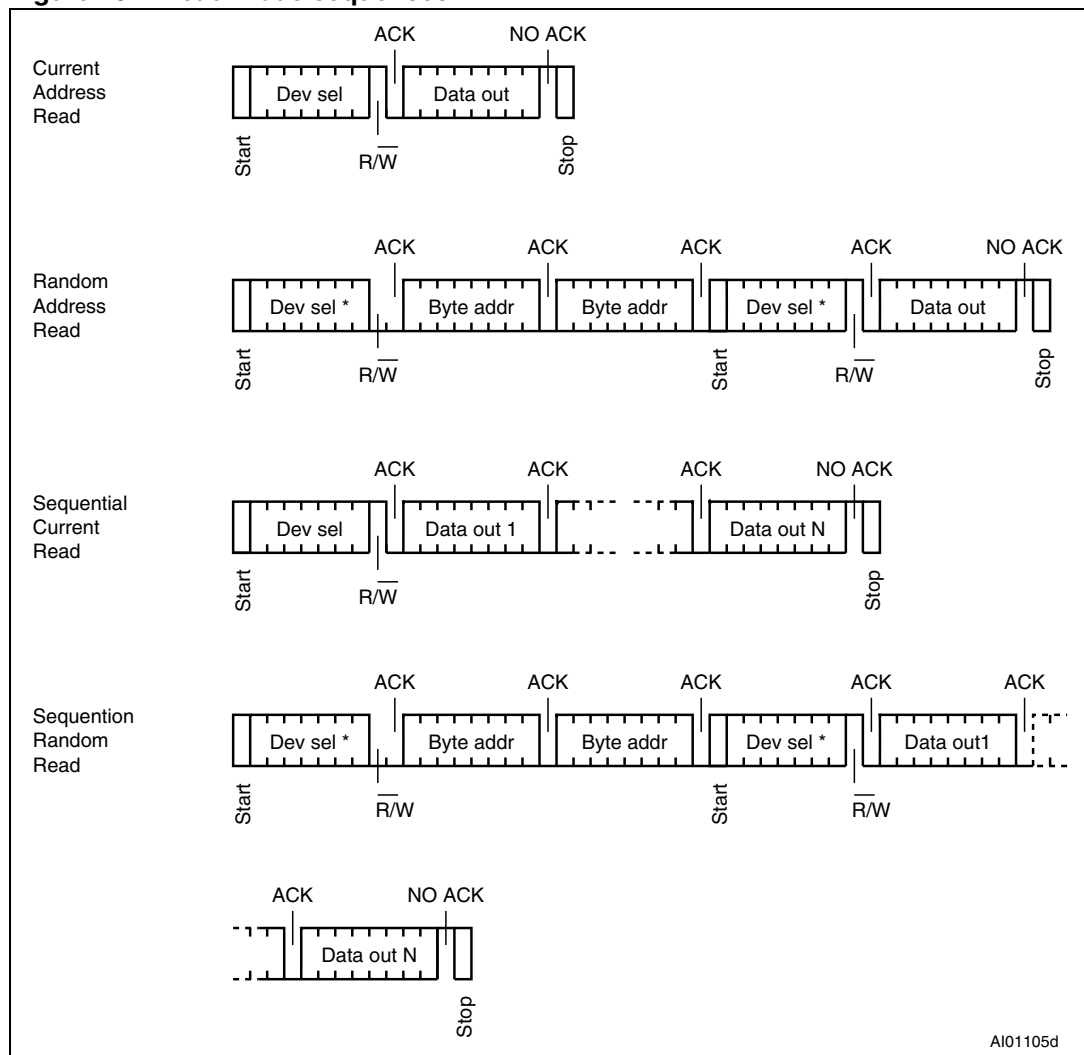 ACK NO ACK
Current
Address
Read
Dev sel Data out
Start R/W Stop
ACK ACK ACK ACK NO ACK
Random
Address
Read
Dev sel * Byte addr Byte addr Dev sel * Data out
Start R/W Start R/W Stop
ACK ACK ACK NO ACK
Sequential
Current
Read
Dev sel Data out 1 Data out N
Start R/W Stop
ACK ACK ACK ACK ACK
Sequention
Random
Read
Dev sel * Byte addr Byte addr Dev sel * Data out1
Start R/W Start R/W
ACK NO ACK
Data out N
Stop
AI01105d